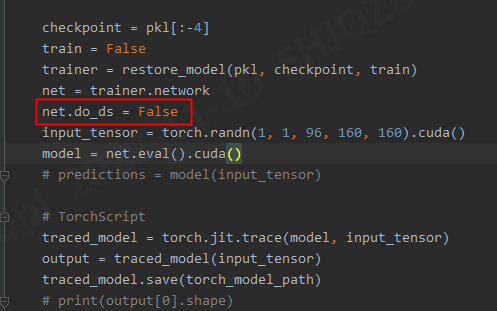 checkpoint = pkl[:-4]
train = False
trainer = restore_model(pkl, checkpoint, train)
net = trainer.network
net.do_ds = False
input_tensor = torch.randn(1, 1, 96, 160, 160).cuda()
model = net.eval().cuda()
# predictions = model(input_tensor)
# TorchScript
traced_model = torch.jit.trace(model, input_tensor)
output = traced_model(input_tensor)
traced_model.save(torch_model_path)
# print(output[0].shape)